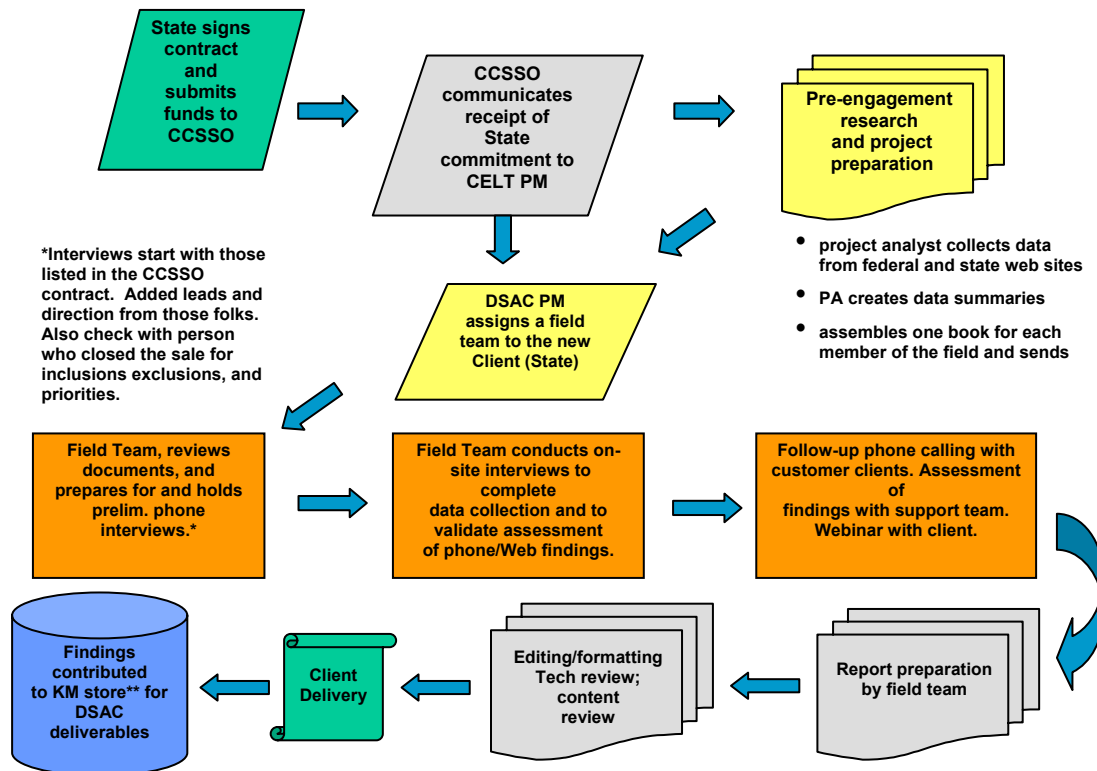 State signs
contract
and
submits
funds to
CCSSO
CCSSO
communicates
receipt of
State
commitment to
CELT PM
Pre-engagement
research
and project
preparation
• project analyst collects data
from federal and state web sites
• PA creates data summaries
• assembles one book for each
member of the field and sends
*Interviews start with those
listed in the CCSSO
contract. Added leads and
direction from those folks.
Also check with person
who closed the sale for
inclusions exclusions, and
priorities.
DSAC PM
assigns a field
team to the new
Client (State)
Field Team, reviews
documents, and
prepares for and holds
prelim. phone
interviews.*
Field Team conducts on-
site interviews to
complete
data collection and to
validate assessment
of phone/Web findings.
Follow-up phone calling with
customer clients. Assessment
of
findings with support team.
Webinar with client.
Report preparation
by field team
Editing/formatting
Tech review;
content
review
Client
Delivery
Findings
contributed
to KM store** for
DSAC
deliverables